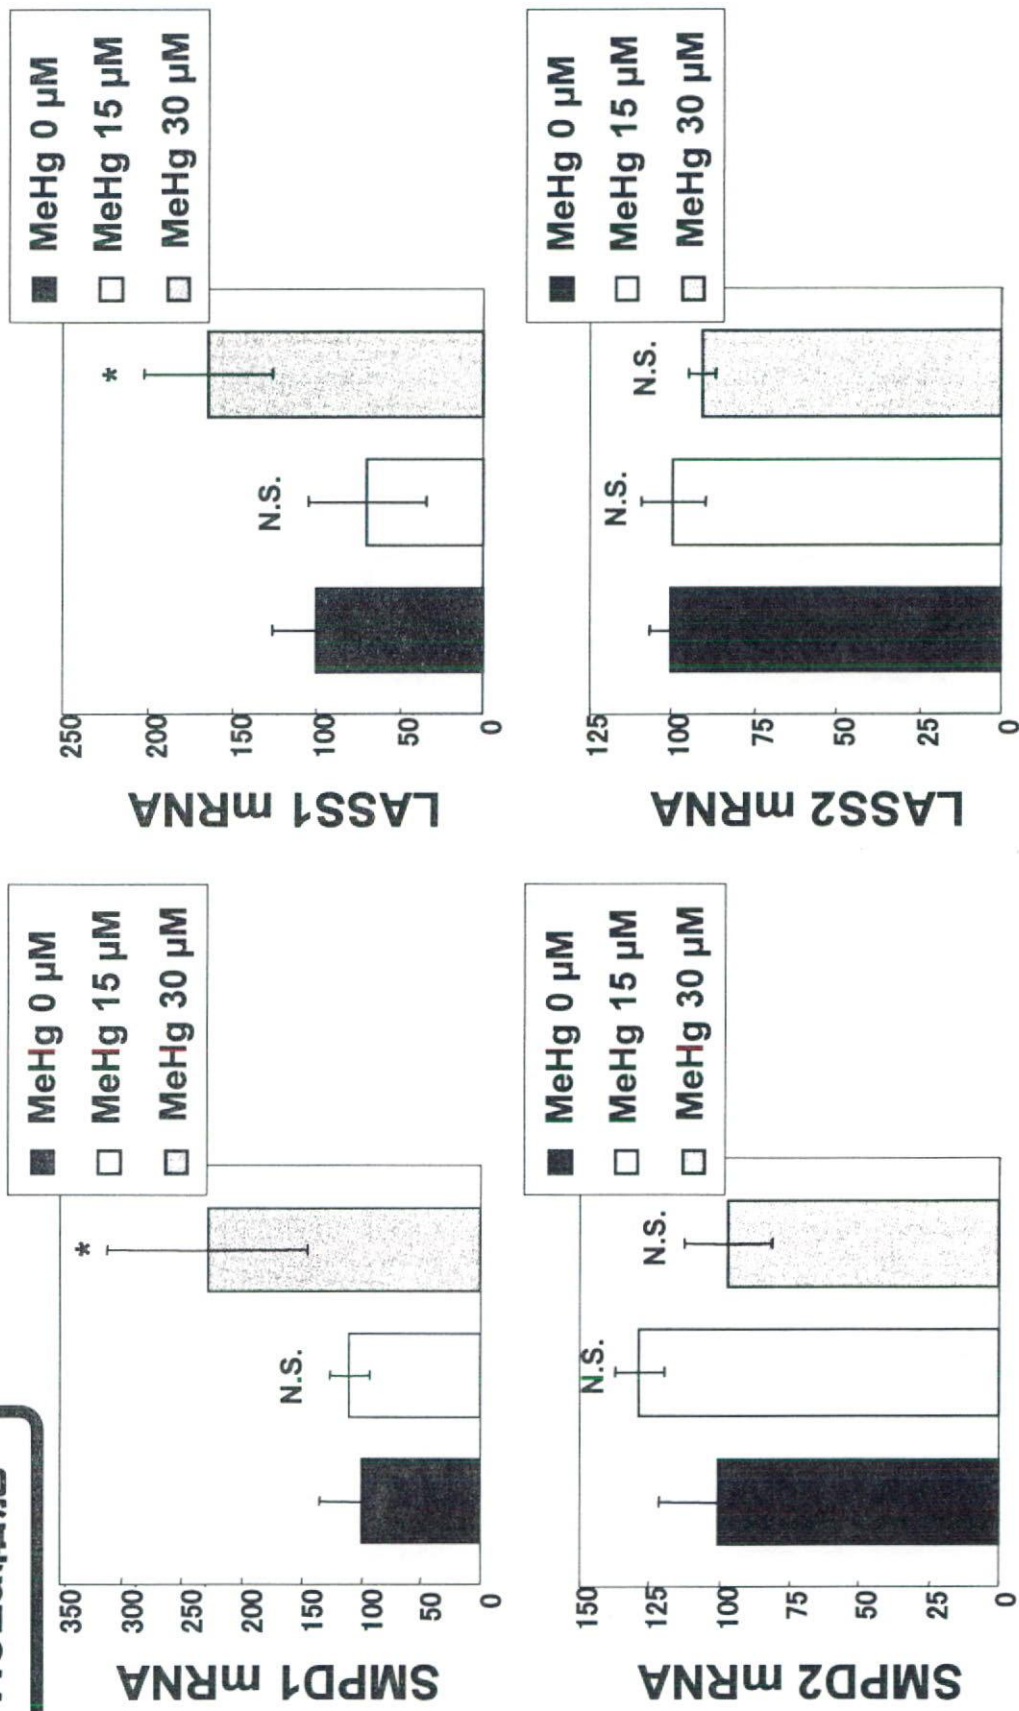 SMPD1 mRNA
350
300
250
200
150
100
50
0
N.S.
*
MeHg 0 µM
MeHg 15 µM
MeHg 30 µM
LASS1 mRNA
250
200
150
100
50
0
N.S.
*
MeHg 0 µM
MeHg 15 µM
MeHg 30 µM
SMPD2 mRNA
150
125
100
75
50
25
0
N.S.
N.S.
MeHg 0 µM
MeHg 15 µM
MeHg 30 µM
LASS2 mRNA
125
100
75
50
25
0
N.S.
N.S.
MeHg 0 µM
MeHg 15 µM
MeHg 30 µM